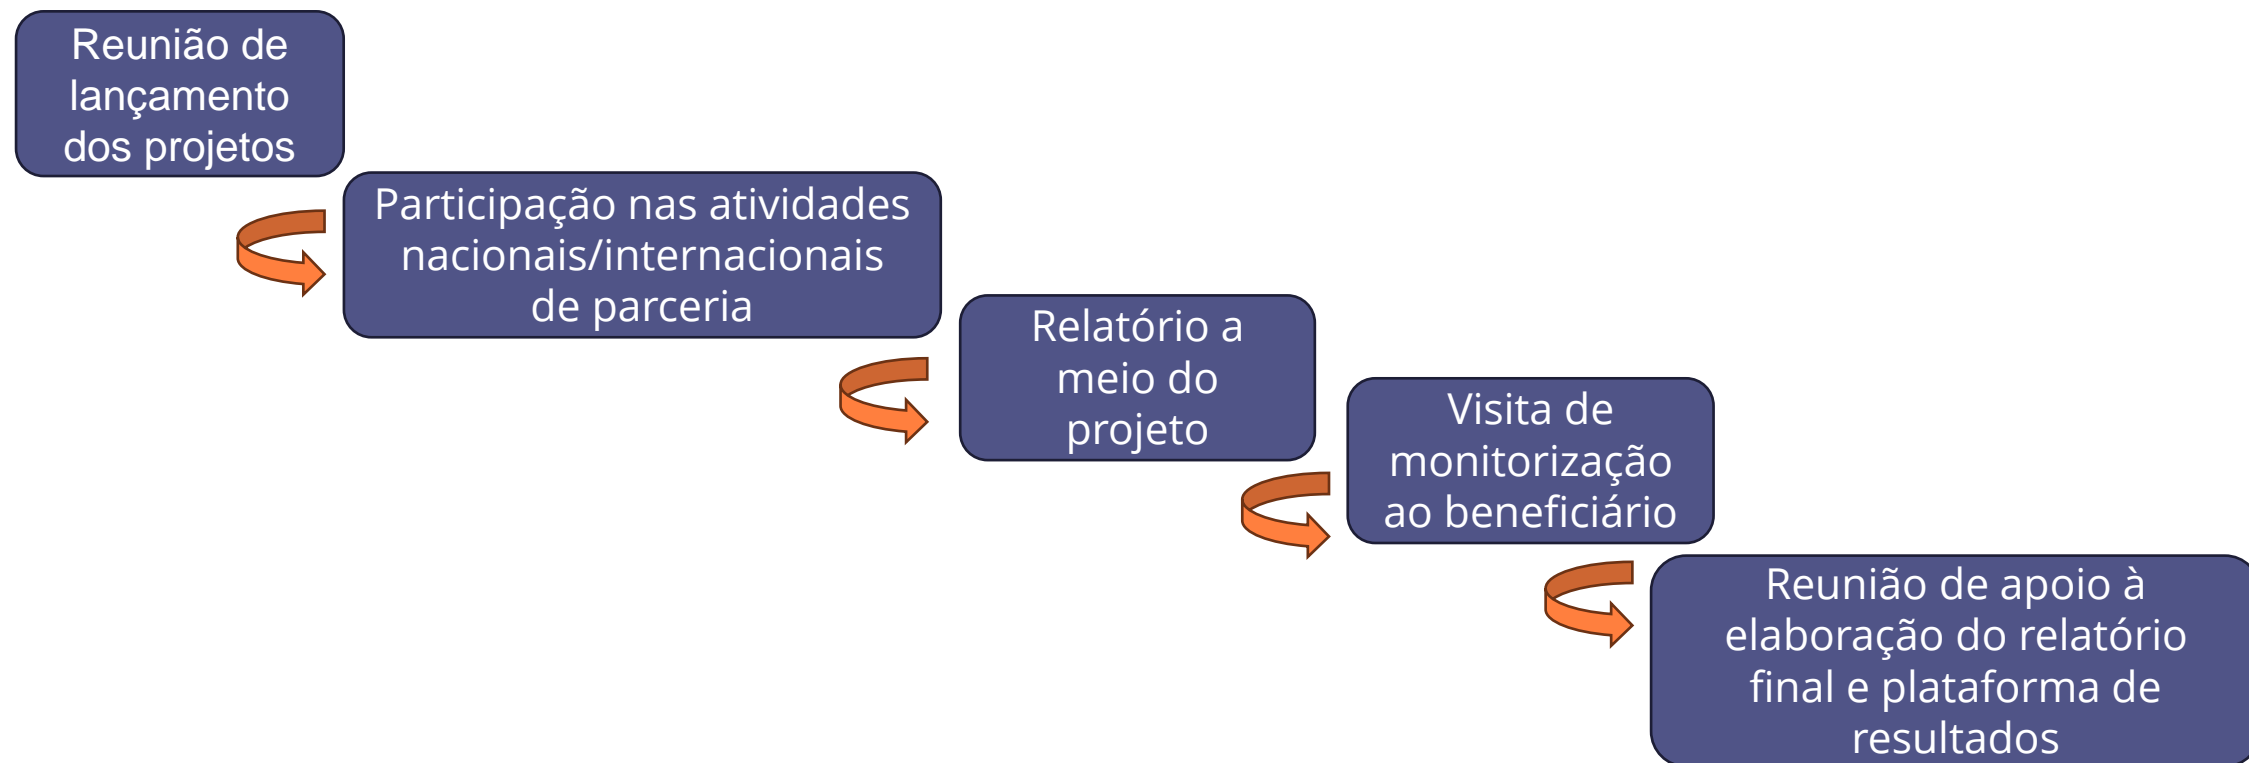 Reunião de
lançamento
dos projetos
Participação nas atividades
nacionais/internacionais
de parceria
Relatório a
meio do
projeto
Visita de
monitorização
ao beneficiário
Reunião de apoio à
elaboração do relatório
final e plataforma de
resultados